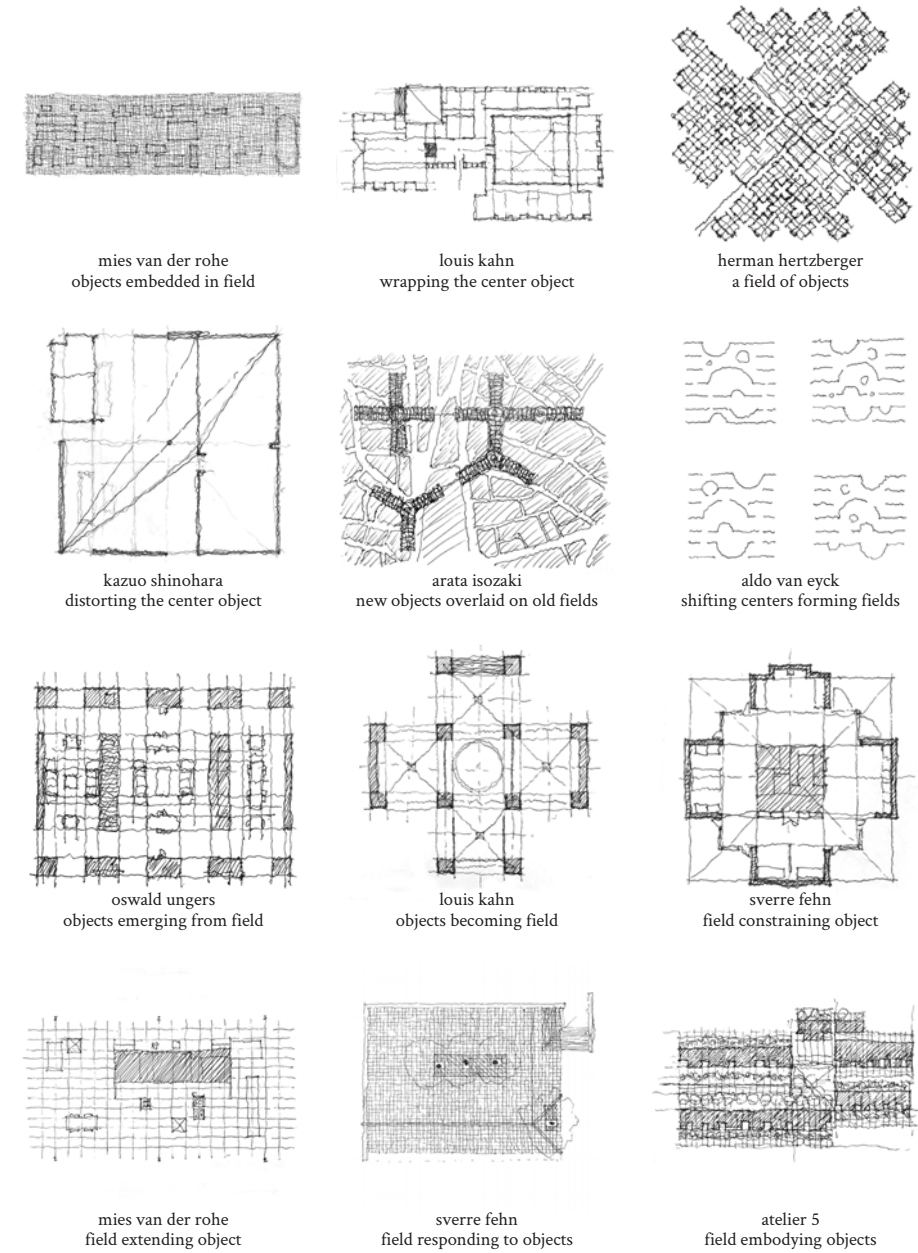 mies van der rohe
objects embedded in field
louis kahn
wrapping the center object
herman hertzberger
a field of objects
kazuo shinohara
distorting the center object
arata isozaki
new objects overlaid on old fields
aldo van eyck
shifting centers forming fields
oswald ungers
objects emerging from field
louis kahn
objects becoming field
sverre fehn
field constraining object
mies van der rohe
field extending object
sverre fehn
field responding to objects
atelier 5
field embodying objects